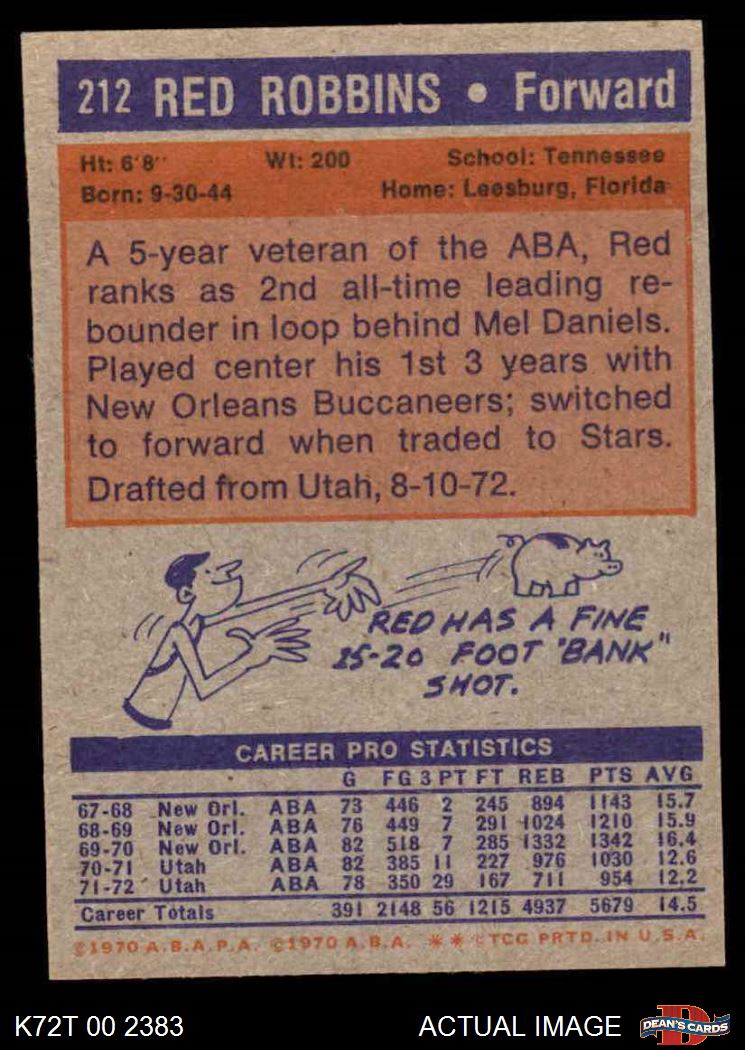 212 RED ROBBINS • Forward
Ht: 6'8" Wt: 200 School: Tennessee
Born: 9-30-44 Home: Leesburg, Florida
A 5-year veteran of the ABA, Red
ranks as 2nd all-time leading re-
bounder in loop behind Mel Daniels.
Played center his 1st 3 years with
New Orleans Buccaneers; switched
to forward when traded to Stars.
Drafted from Utah, 8-10-72.
RED HAS A FINE
15-20 FOOT "BANK"
SHOT.
CAREER PRO STATISTICS
G FG 3 PT FT REB PTS AVG
67-68 New Orl. ABA 73 446 2 245 894 1143 15.7
68-69 New Orl. ABA 76 449 7 291 1024 1210 15.9
69-70 New Orl. ABA 82 518 7 285 1332 1342 16.4
70-71 Utah ABA 82 385 11 227 976 1030 12.6
71-72 Utah ABA 78 350 29 167 711 954 12.2
Career Totals 391 2148 56 1215 4937 5679 14.5
©1970 A.B.A.P.A. ©1970 A.B.A. ** ©TCG PRTD. IN U.S.A.
K72T 00 2383 ACTUAL IMAGE DEAN'S CARDS